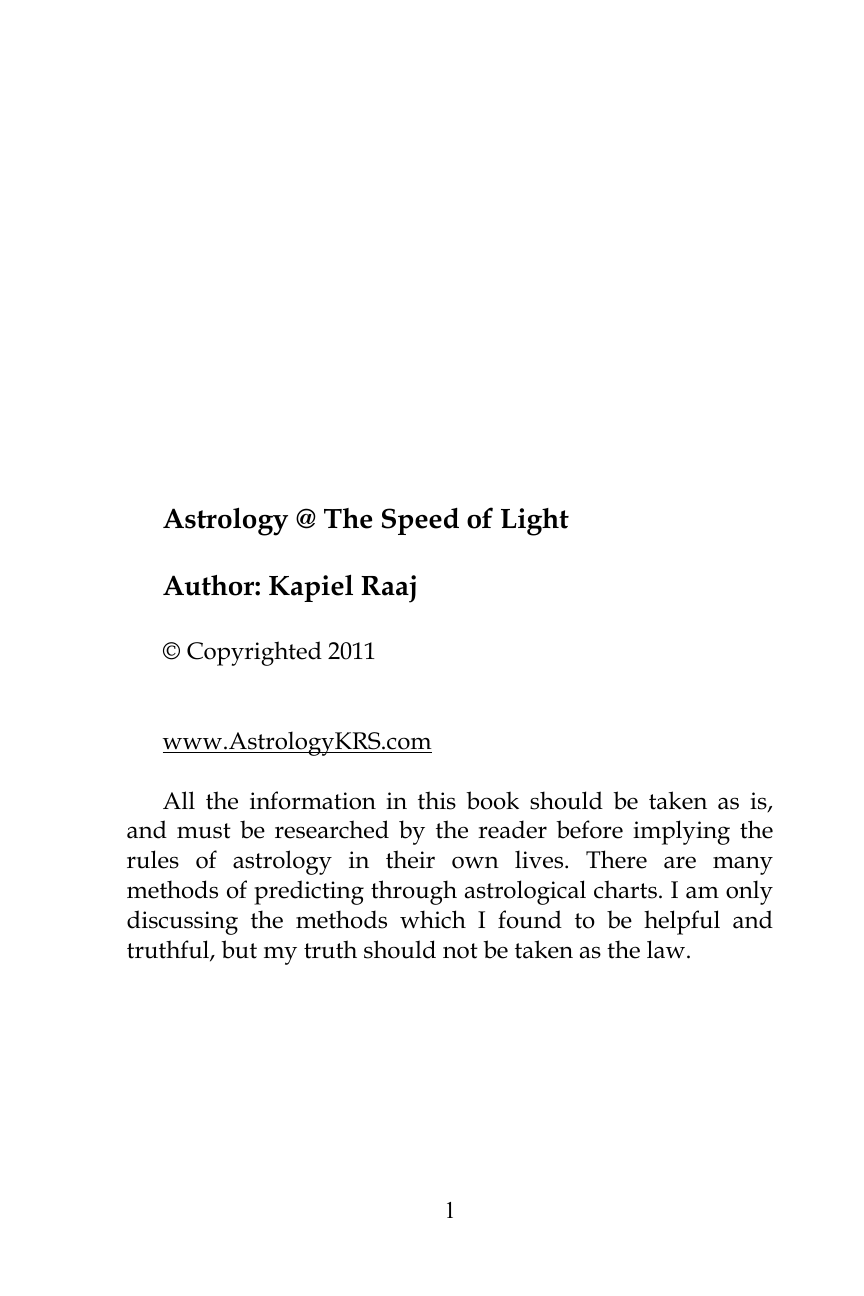 Astrology @ The Speed of Light
Author: Kapiel Raaj
© Copyrighted 2011
www.AstrologyKRS.com
All the information in this book should be taken as is,
and must be researched by the reader before implying the
rules of astrology in their own lives. There are many
methods of predicting through astrological charts. I am only
discussing the methods which I found to be helpful and
truthful, but my truth should not be taken as the law.
1